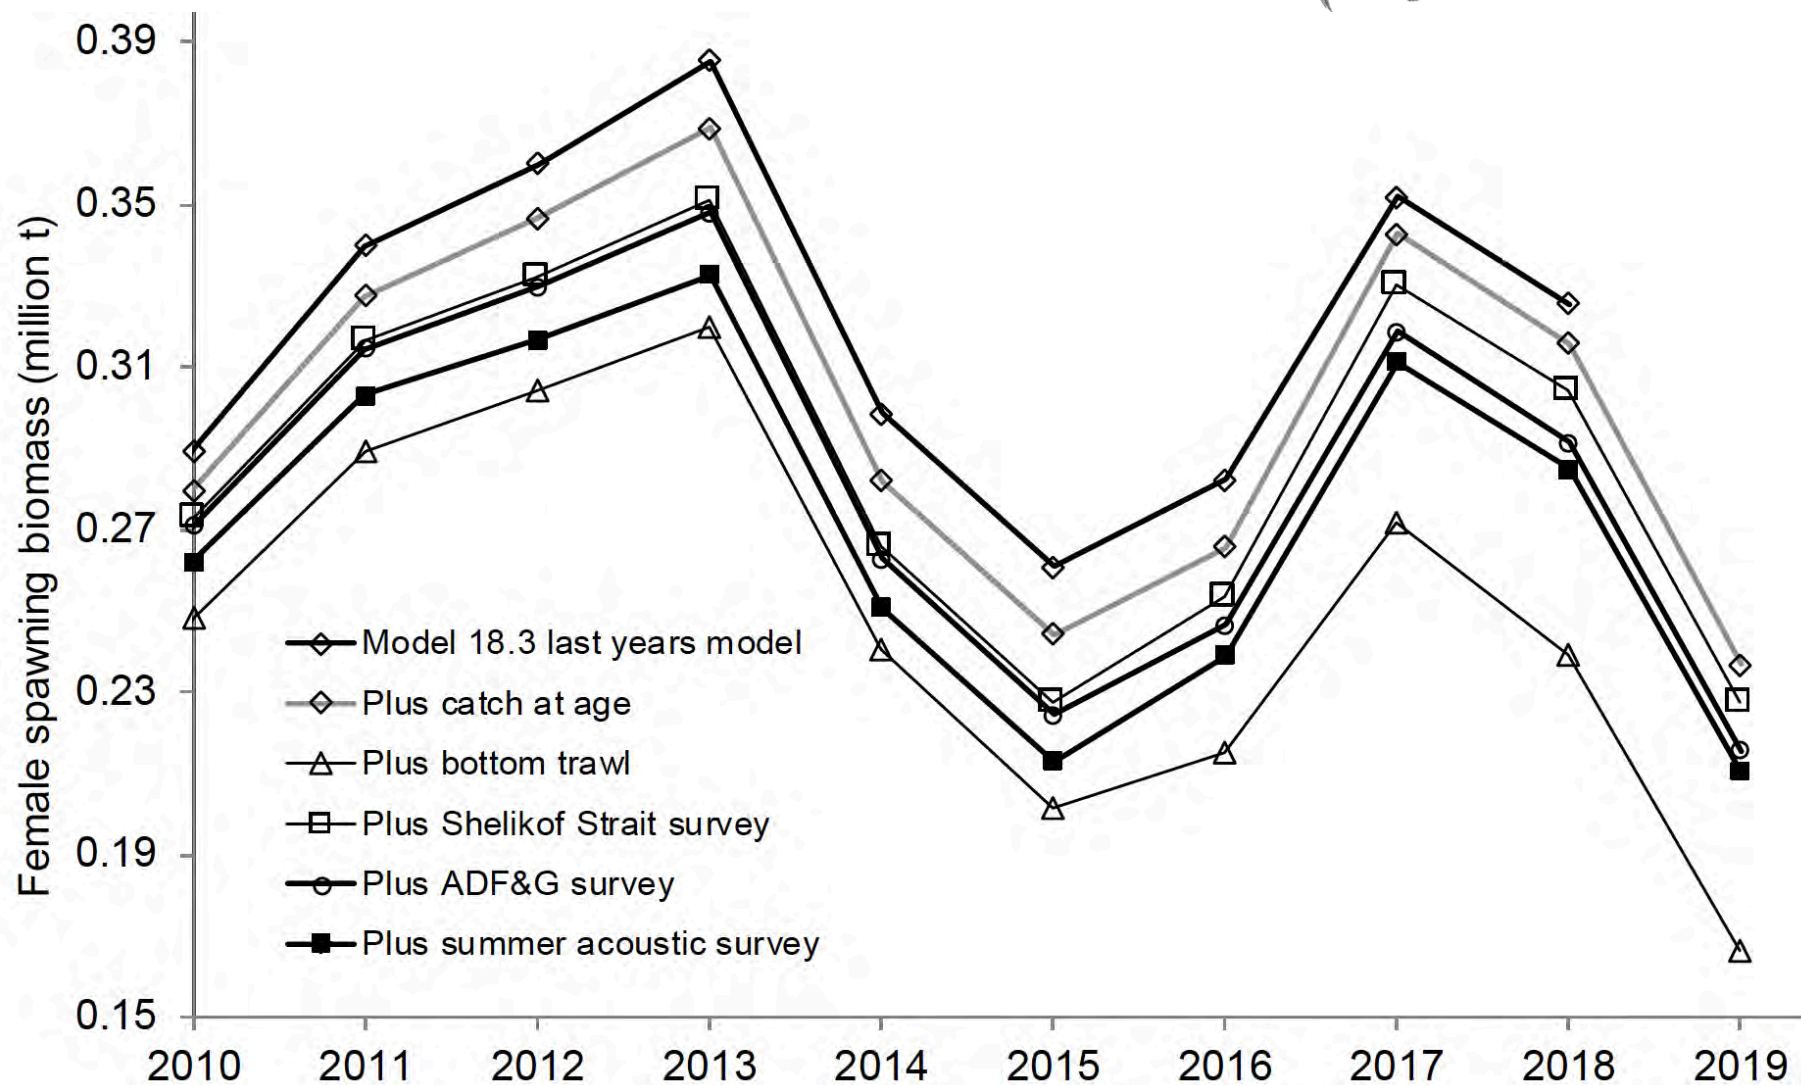 0.39
0.35
0.31
0.27
0.23
0.19
0.15
Female spawning biomass (million t)
Model 18.3 last years model
Plus catch at age
Plus bottom trawl
Plus Shelikof Strait survey
Plus ADF&G survey
Plus summer acoustic survey
2010 2011 2012 2013 2014 2015 2016 2017 2018 2019